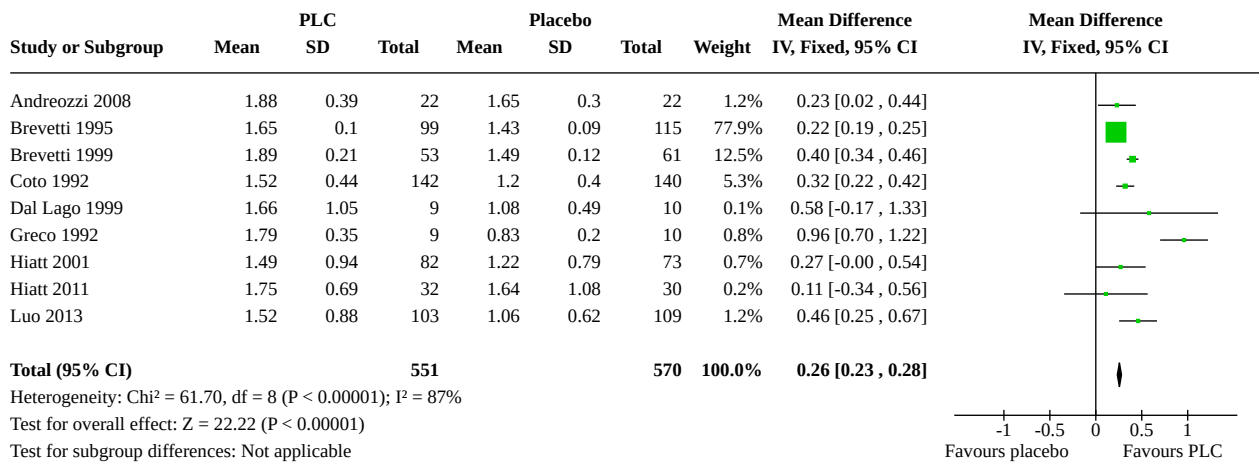 PLC Placebo Mean Difference Mean Difference
Study or Subgroup Mean SD Total Mean SD Total Weight IV, Fixed, 95% CI IV, Fixed, 95% CI
Andreozzi 2008 1.88 0.39 22 1.65 0.3 22 1.2% 0.23 [0.02 , 0.44]
Brevetti 1995 1.65 0.1 99 1.43 0.09 115 77.9% 0.22 [0.19 , 0.25]
Brevetti 1999 1.89 0.21 53 1.49 0.12 61 12.5% 0.40 [0.34 , 0.46]
Coto 1992 1.52 0.44 142 1.2 0.4 140 5.3% 0.32 [0.22 , 0.42]
Dal Lago 1999 1.66 1.05 9 1.08 0.49 10 0.1% 0.58 [-0.17 , 1.33]
Greco 1992 1.79 0.35 9 0.83 0.2 10 0.8% 0.96 [0.70 , 1.22]
Hiatt 2001 1.49 0.94 82 1.22 0.79 73 0.7% 0.27 [-0.00 , 0.54]
Hiatt 2011 1.75 0.69 32 1.64 1.08 30 0.2% 0.11 [-0.34 , 0.56]
Luo 2013 1.52 0.88 103 1.06 0.62 109 1.2% 0.46 [0.25 , 0.67]
Total (95% CI) 551 570 100.0% 0.26 [0.23 , 0.28]
Heterogeneity: Chi² = 61.70, df = 8 (P < 0.00001); I² = 87%
Test for overall effect: Z = 22.22 (P < 0.00001)
-1 -0.5 0 0.5 1
Test for subgroup differences: Not applicable
Favours placebo Favours PLC